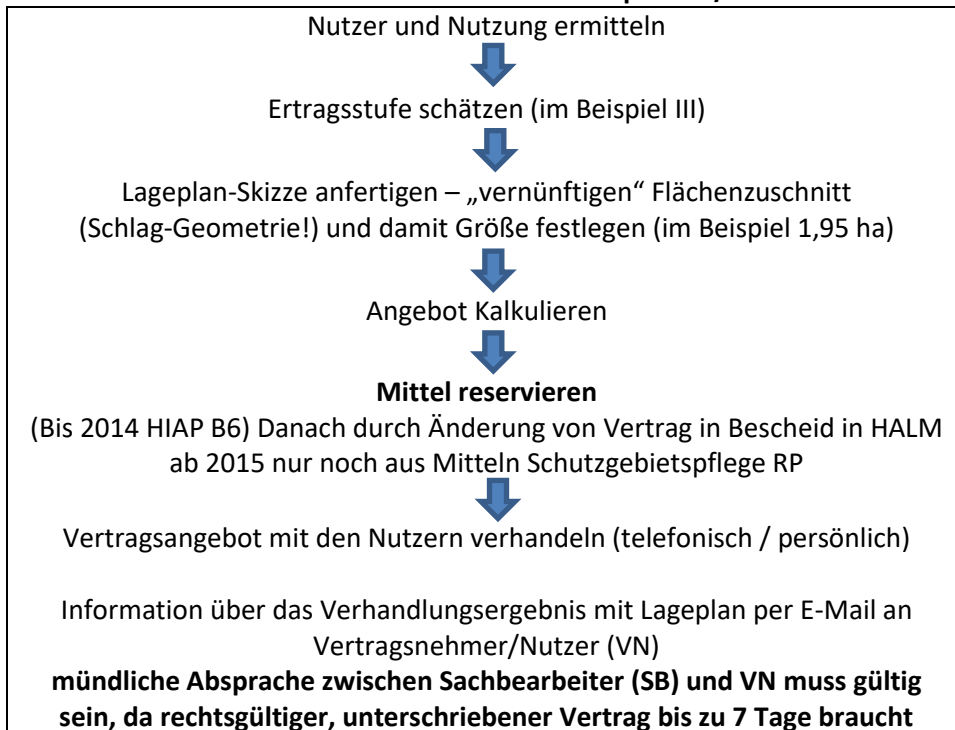 Nutzer und Nutzung ermitteln
Ertragsstufe schätzen (im Beispiel III)
Lageplan-Skizze anfertigen – „vernünftigen“ Flächenzuschnitt
(Schlag-Geometrie!) und damit Größe festlegen (im Beispiel 1,95 ha)
Angebot Kalkulieren
Mittel reservieren
(Bis 2014 HIAP B6) Danach durch Änderung von Vertrag in Bescheid in HALM
ab 2015 nur noch aus Mitteln Schutzgebietspflege RP
Vertragsangebot mit den Nutzern verhandeln (telefonisch / persönlich)
Information über das Verhandlungsergebnis mit Lageplan per E-Mail an
Vertragsnehmer/Nutzer (VN)
mündliche Absprache zwischen Sachbearbeiter (SB) und VN muss gültig
sein, da rechtsgültiger, unterschriebener Vertrag bis zu 7 Tage braucht